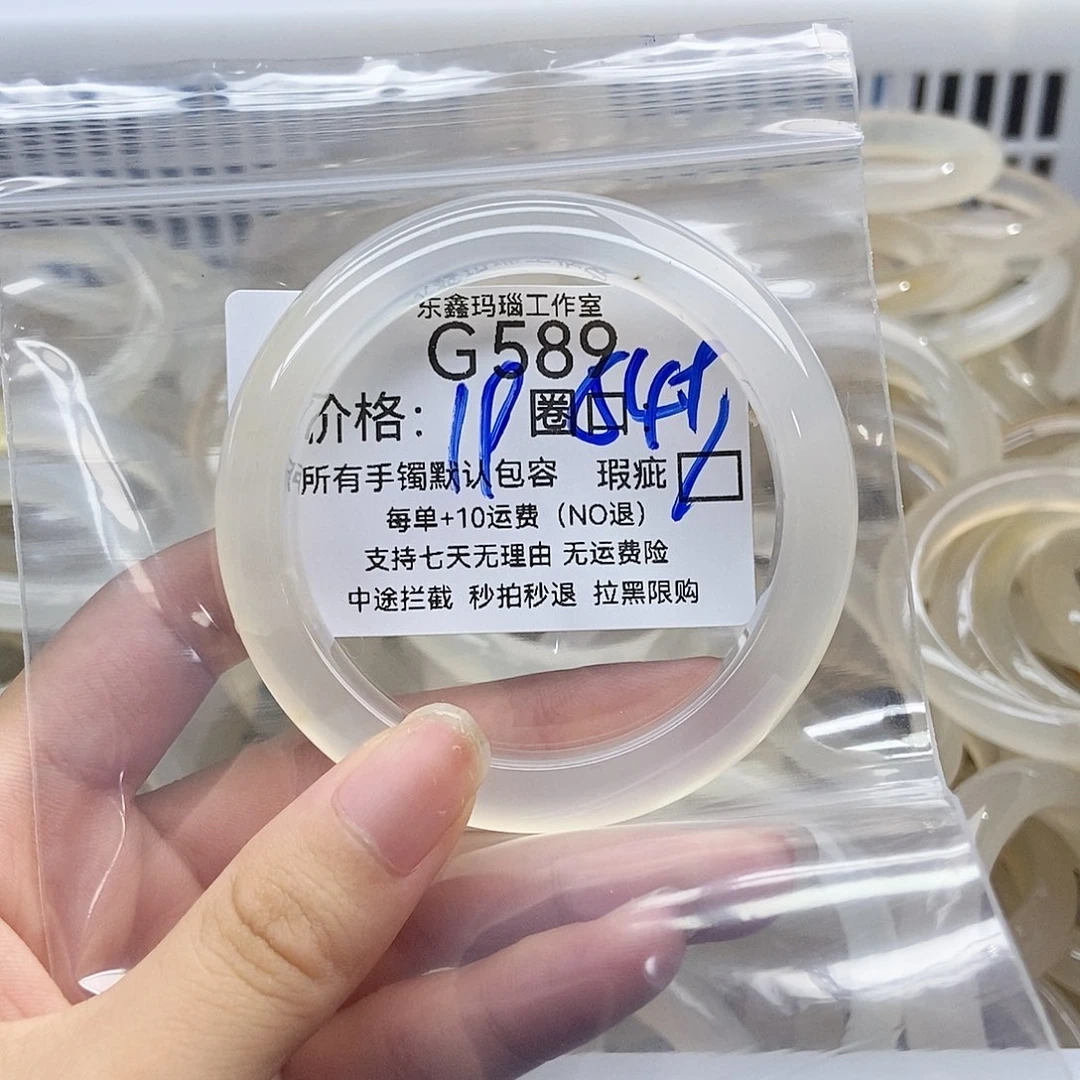 乐鑫玛瑙工作室
G589
价格: 圈口
所有手镯默认包容 瑕疵
每单+10运费（NO退）
支持七天无理由 无运费险
中途拦截 秒拍秒退 拉黑限购